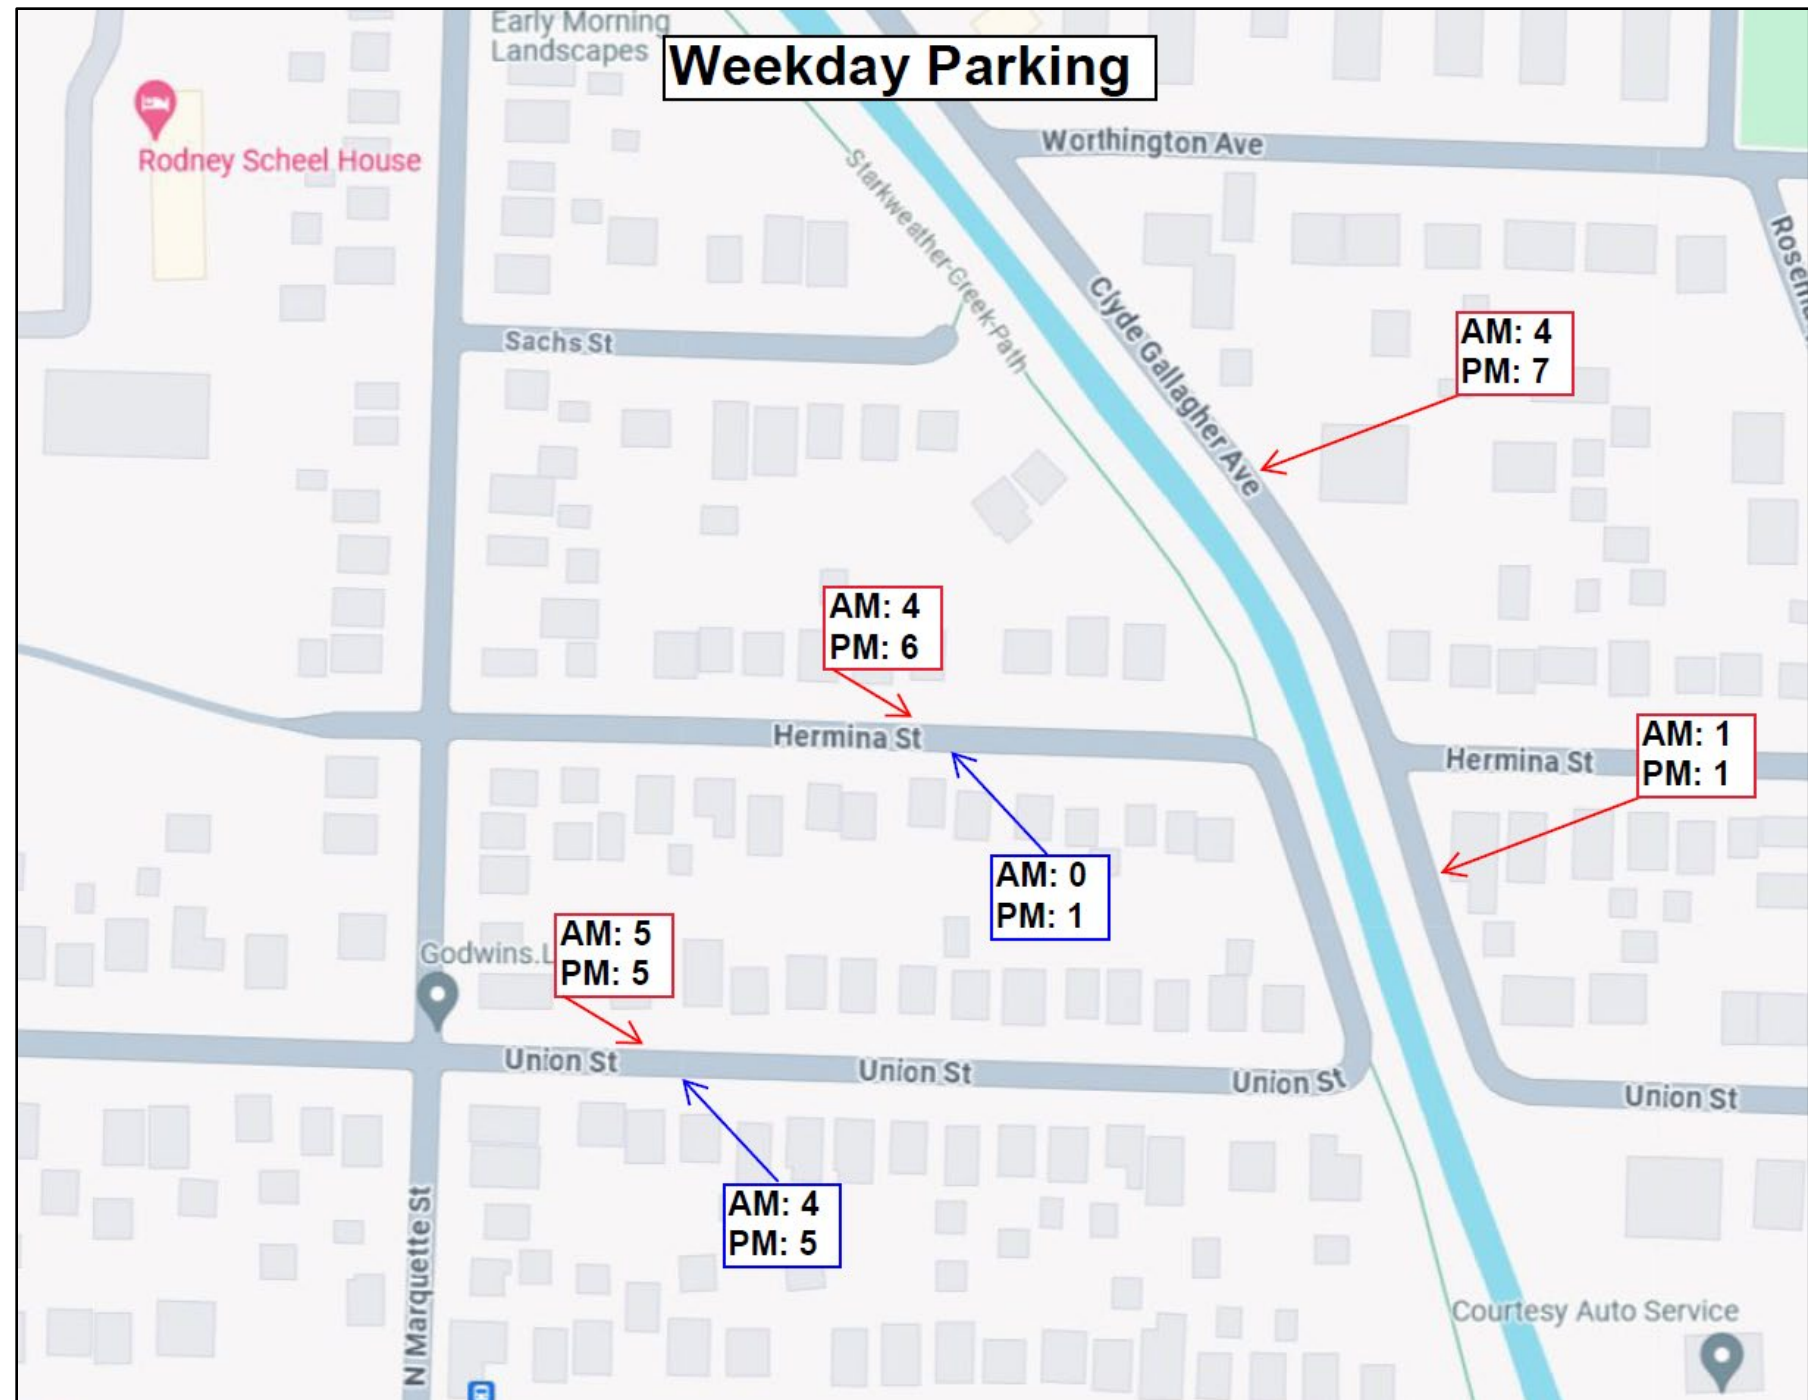 Early Morning
Landscapes
Weekday Parking
Rodney Scheel House
Worthington Ave
Starkweather-Creek-Path
Clyde Gallagher Ave
Sachs St
AM: 4
PM: 7
AM: 4
PM: 6
Hermina St
Hermina St
AM: 1
PM: 1
AM: 0
PM: 1
AM: 5
PM: 5
Union St
Union St
Union St
Union St
AM: 4
PM: 5
N Marquette St
Courtesy Auto Service